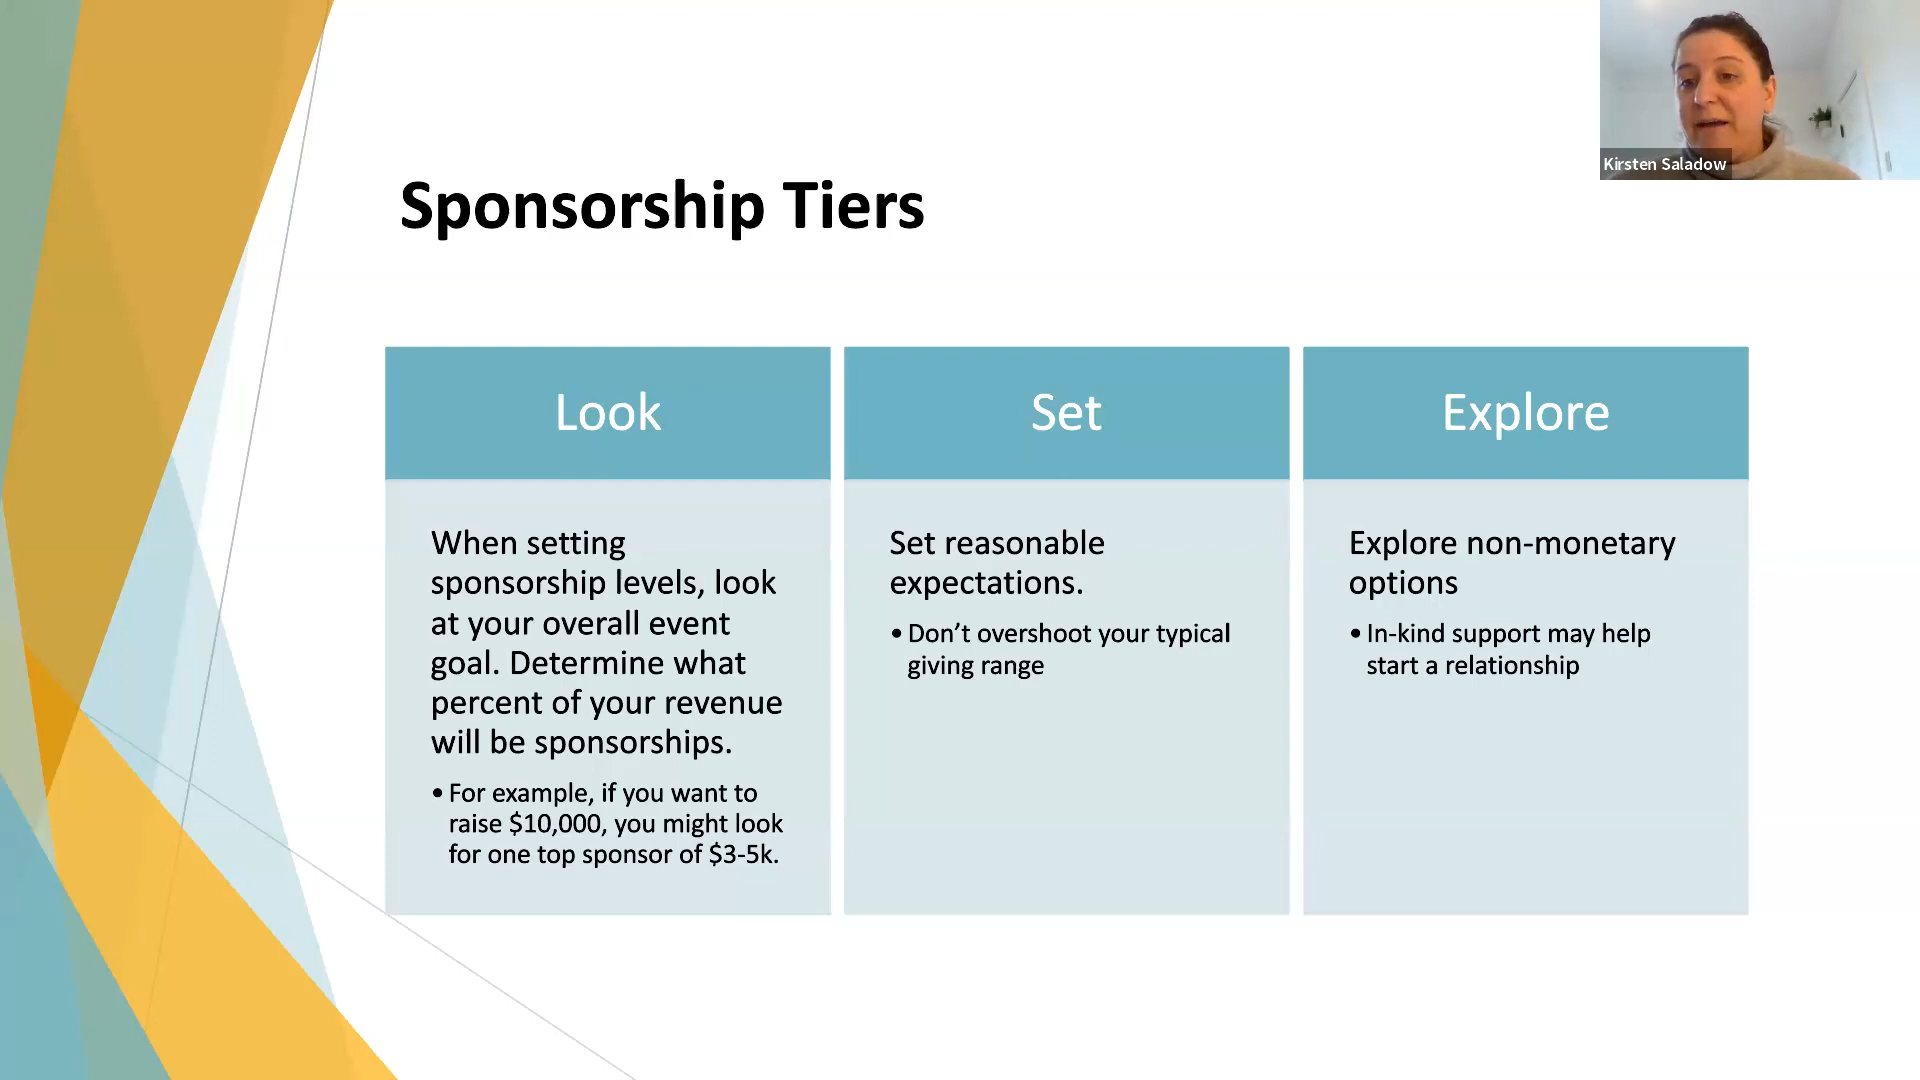 Kirsten Saladow
Sponsorship Tiers
Look
When setting
sponsorship levels, look
at your overall event
goal. Determine what
percent of your revenue
will be sponsorships.
• For example, if you want to
raise $10,000, you might look
for one top sponsor of $3-5k.
Set
Set reasonable
expectations.
• Don’t overshoot your typical
giving range
Explore
Explore non-monetary
options
• In-kind support may help
start a relationship